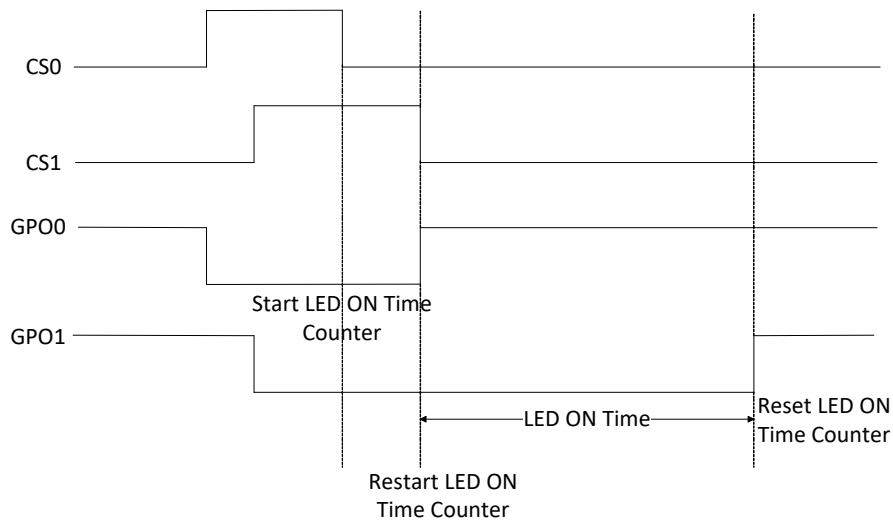 CS0
CS1
GPO0
Start LED ON Time
Counter
GPO1
LED ON Time
Reset LED ON
Time Counter
Restart LED ON
Time Counter